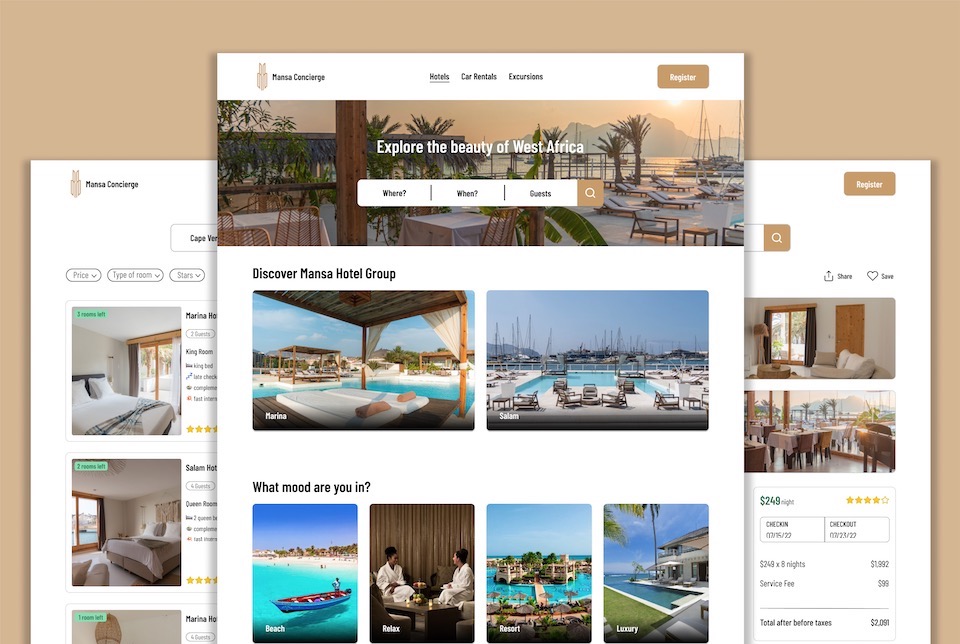 Mansa Concierge
Hotels Car Rentals Excursions
Register
Explore the beauty of West Africa
Where? When? Guests
Discover Mansa Hotel Group
Marina
Salam
What mood are you in?
Beach
Relax
Resort
Luxury
Mansa Concierge
Cape Ver
Price Type of room Stars
3 rooms left
Marina Ho
2 Guests
King Room
king bed
late check
compleme
fast intern
2 rooms left
Salam Hot
4 Guests
Queen Room
2 queen be
compleme
fast intern
1 room left
Marina Ho
4 Guests
Register
Share Save
$249 night
CHECKIN CHECKOUT
07/15/22 07/23/22
$249 x 8 nights $1,992
Service Fee $99
Total after before taxes $2,091